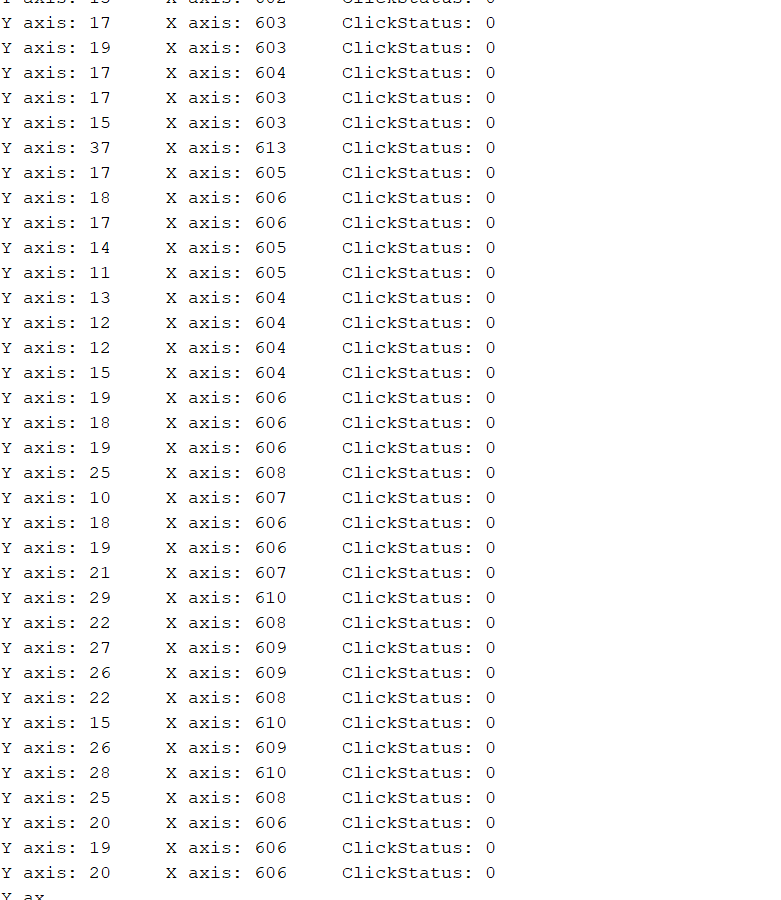 Y axis: 17     X axis: 603     ClickStatus: 0
Y axis: 19     X axis: 603     ClickStatus: 0
Y axis: 17     X axis: 604     ClickStatus: 0
Y axis: 17     X axis: 603     ClickStatus: 0
Y axis: 15     X axis: 603     ClickStatus: 0
Y axis: 37     X axis: 613     ClickStatus: 0
Y axis: 17     X axis: 605     ClickStatus: 0
Y axis: 18     X axis: 606     ClickStatus: 0
Y axis: 17     X axis: 606     ClickStatus: 0
Y axis: 14     X axis: 605     ClickStatus: 0
Y axis: 11     X axis: 605     ClickStatus: 0
Y axis: 13     X axis: 604     ClickStatus: 0
Y axis: 12     X axis: 604     ClickStatus: 0
Y axis: 12     X axis: 604     ClickStatus: 0
Y axis: 15     X axis: 604     ClickStatus: 0
Y axis: 19     X axis: 606     ClickStatus: 0
Y axis: 18     X axis: 606     ClickStatus: 0
Y axis: 19     X axis: 606     ClickStatus: 0
Y axis: 25     X axis: 608     ClickStatus: 0
Y axis: 10     X axis: 607     ClickStatus: 0
Y axis: 18     X axis: 606     ClickStatus: 0
Y axis: 19     X axis: 606     ClickStatus: 0
Y axis: 21     X axis: 607     ClickStatus: 0
Y axis: 29     X axis: 610     ClickStatus: 0
Y axis: 22     X axis: 608     ClickStatus: 0
Y axis: 27     X axis: 609     ClickStatus: 0
Y axis: 26     X axis: 609     ClickStatus: 0
Y axis: 22     X axis: 608     ClickStatus: 0
Y axis: 15     X axis: 610     ClickStatus: 0
Y axis: 26     X axis: 609     ClickStatus: 0
Y axis: 28     X axis: 610     ClickStatus: 0
Y axis: 25     X axis: 608     ClickStatus: 0
Y axis: 20     X axis: 606     ClickStatus: 0
Y axis: 19     X axis: 606     ClickStatus: 0
Y axis: 20     X axis: 606     ClickStatus: 0
Y ax